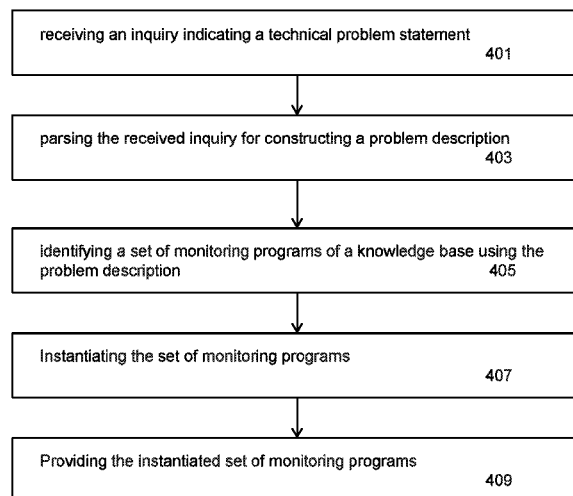 receiving an inquiry indicating a technical problem statement
401
parsing the received inquiry for constructing a problem description
403
identifying a set of monitoring programs of a knowledge base using the
problem description 405
Instantiating the set of monitoring programs
407
Providing the instantiated set of monitoring programs
409